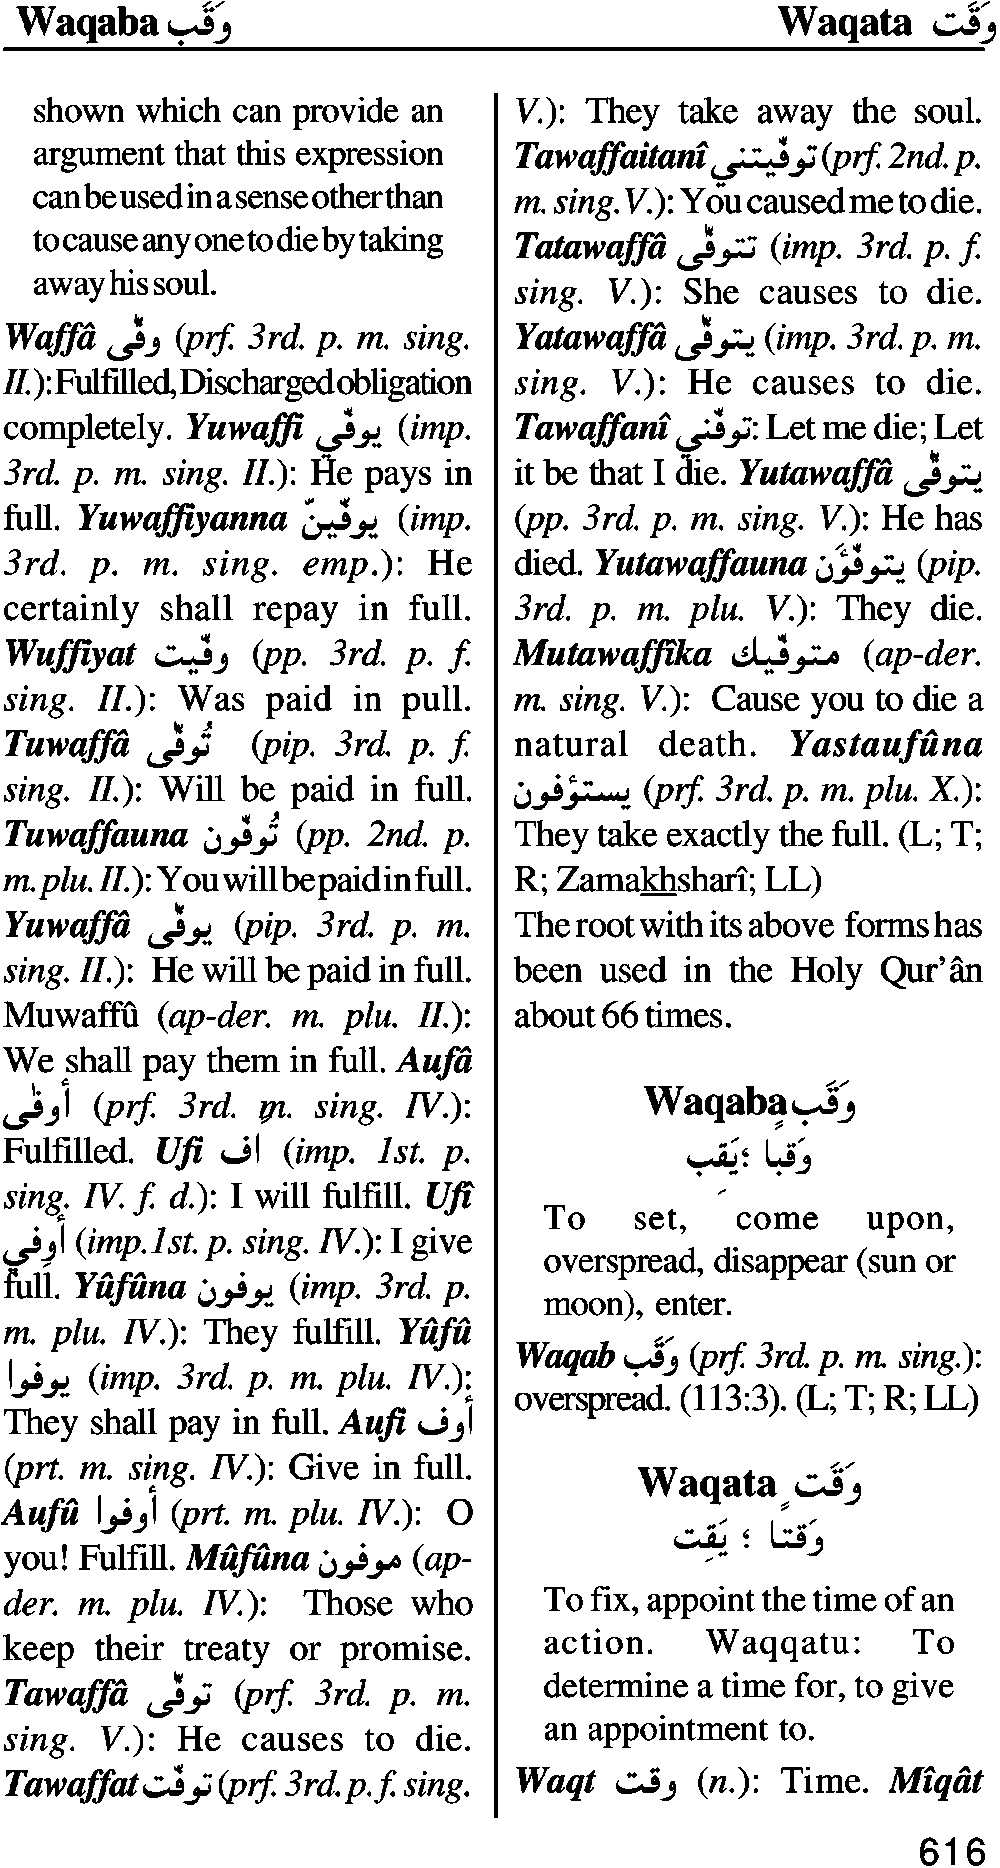 Waqaba وَقَّب
Waqata وَقَّت
shown which can provide an
argument that this expression
can be used in a sense other than
to cause any one to die by taking
away his soul.
Waffâ وفّى (prf. 3rd. p. m. sing.
II.): Fulfilled, Discharged obligation
completely. Yuwaffi يوفّي (imp.
3rd. p. m. sing. II.): He pays in
full. Yuwaffiyanna يوفّينّ (imp.
3rd. p. m. sing. emp.): He
certainly shall repay in full.
Wuffiyat وفّيت (pp. 3rd. p. f.
sing. II.): Was paid in pull.
Tuwaffâ تُوفّى (pip. 3rd. p. f.
sing. II.): Will be paid in full.
Tuwaffauna تُوفّون (pp. 2nd. p.
m. plu. II.): You will be paid in full.
Yuwaffâ يوفّى (pip. 3rd. p. m.
sing. II.): He will be paid in full.
Muwaffû (ap-der. m. plu. II.):
We shall pay them in full. Aufâ
أوفٰى (prf. 3rd. m. sing. IV.):
Fulfilled. Ufi اف (imp. 1st. p.
sing. IV. f. d.): I will fulfill. Ufî
أوفِي (imp.1st. p. sing. IV.): I give
full. Yûfûna يوفون (imp. 3rd. p.
m. plu. IV.): They fulfill. Yûfû
يوفوا (imp. 3rd. p. m. plu. IV.):
They shall pay in full. Aufi أوف
(prt. m. sing. IV.): Give in full.
Aufû أوفوا (prt. m. plu. IV.): O
you! Fulfill. Mûfûna موفون (ap-
der. m. plu. IV.): Those who
keep their treaty or promise.
Tawaffâ توفّى (prf. 3rd. p. m.
sing. V.): He causes to die.
Tawaffat توفّت (prf. 3rd. p. f. sing.
V.): They take away the soul.
Tawaffaitanî توفّيتني (prf. 2nd. p.
m. sing. V.): You caused me to die.
Tatawaffâ تتوفّى (imp. 3rd. p. f.
sing. V.): She causes to die.
Yatawaffâ يتوفّى (imp. 3rd. p. m.
sing. V.): He causes to die.
Tawaffanî توفّني: Let me die; Let
it be that I die. Yutawaffâ يتوفّى
(pp. 3rd. p. m. sing. V.): He has
died. Yutawaffauna يتوفّؤَن (pip.
3rd. p. m. plu. V.): They die.
Mutawaffîka متوفّيك (ap-der.
m. sing. V.): Cause you to die a
natural death. Yastaufûna
يستؤفون (prf. 3rd. p. m. plu. X.):
They take exactly the full. (L; T;
R; Zamakhsharî; LL)
The root with its above forms has
been used in the Holy Qur’ân
about 66 times.
Waqaba وَقَّب
وَقبًا ؛ يَقِب
To set, come upon,
overspread, disappear (sun or
moon), enter.
Waqab وَقَّب (prf. 3rd. p. m. sing.):
overspread. (113:3). (L; T; R; LL)
Waqata وَقَّت
وَقتًا ؛ يَقِت
To fix, appoint the time of an
action. Waqqatu: To
determine a time for, to give
an appointment to.
Waqt وقت (n.): Time. Mîqât
616